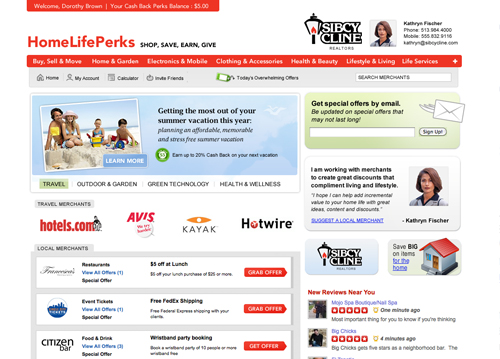 Welcome, Dorothy Brown | Your Cash Back Perks Balance : $5.00
HomeLifePerks SHOP, SAVE, EARN, GIVE
SIBCY
CLINE
REALTORS
Kathryn Fischer
Phone: 513.984.4000
Mobile: 555.832.9116
kathryn@sibcycline.com
Buy, Sell & Move Home & Garden Electronics & Mobile Clothing & Accessories Health & Beauty Lifestyle & Living Life Services +
Home My Account Calculator Invite Friends Today's Overwhelming Offers SEARCH MERCHANTS
Getting the most out of your
summer vacation this year:
planning an affordable, memorable
and stress free summer vastion
Earn up to 20% Cash Back on your next vacation
LEARN MORE
TRAVEL | OUTDOOR & GARDEN | GREEN TECHNOLOGY | HEALTH & WELLNESS
Get special offers by email.
Be updated on special offers that
may not last long!
Sign Up!
I am working with merchants
to create great discounts that
compliment living and lifestyle.
"I hope I can help add incremental
value to your home life with great
ideas, content and discounts."
SUGGEST A LOCAL MERCHANT - Kathryn Fischer
TRAVEL MERCHANTS
hotels.com
AVIS
We try
harder.
KAYAK
Hotwire
SIBCY
CLINE
REALTORS
Save BIG
on items
for the
home
LOCAL MERCHANTS
Restaurants
View All Offers (1)
Special Offer
$5 off at Lunch
$5 off your lunch purchase of $25 or more.
GRAB OFFER
Event Tickets
View All Offers (1)
Special Offer
Free FedEx Shipping
Free Federal Express shipping with your
clients.
GRAB OFFER
citizen
bar
Food & Drink
View All Offers (1)
Special Offer
Wristband party booking
Book a wristband party of 10 people or more
wristband free
GET OFFER
New Reviews Near You
Mojo Spa Boutique/Nail Spa
One minute ago
Most important thing for you to know if you're thinking
Big Chicks
4 minutes ago
Big Chicks gets five stars as a neighborhood bar. The